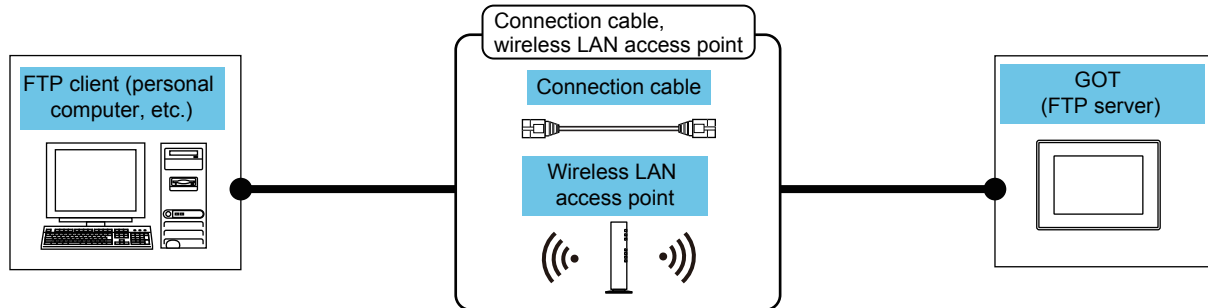 Connection cable,
wireless LAN access point
FTP client (personal
computer, etc.)
Connection cable
Wireless LAN
access point
GOT
(FTP server)